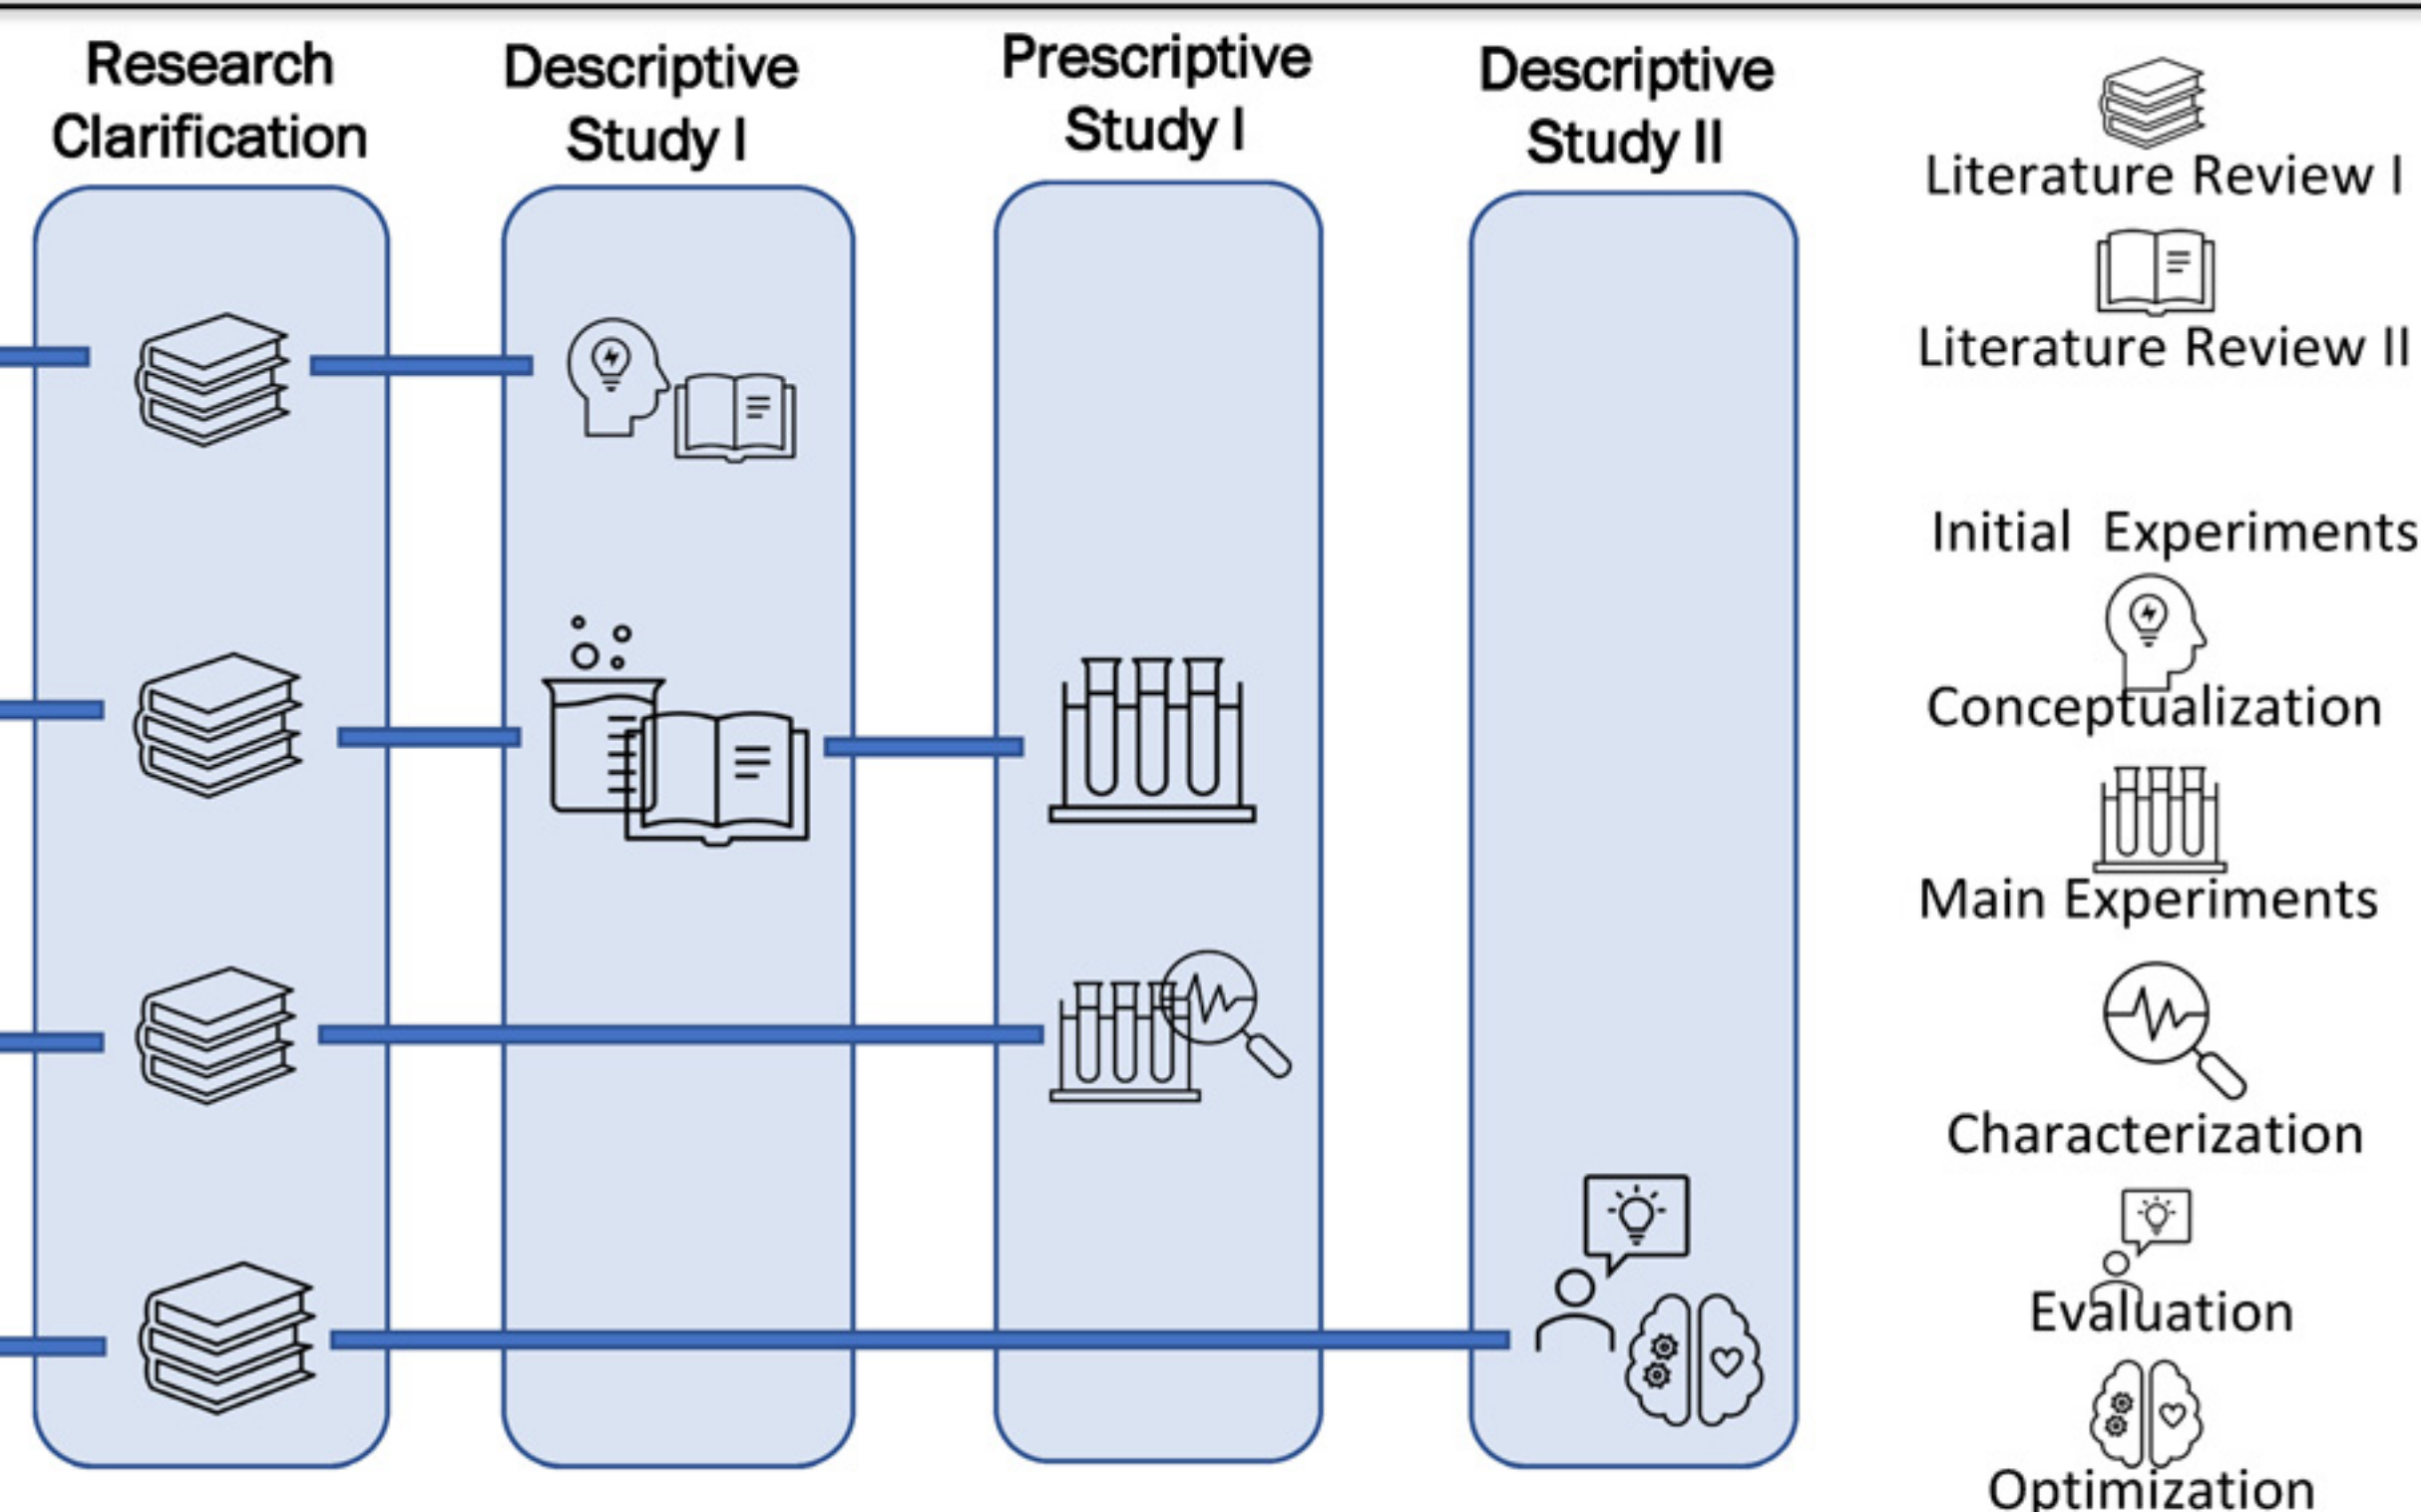 Research
Clarification
Descriptive
Study I
Prescriptive
Study I
Descriptive
Study II
Literature Review I
Literature Review II
Initial Experiments
Conceptualization
Main Experiments
Characterization
Evaluation
Optimization